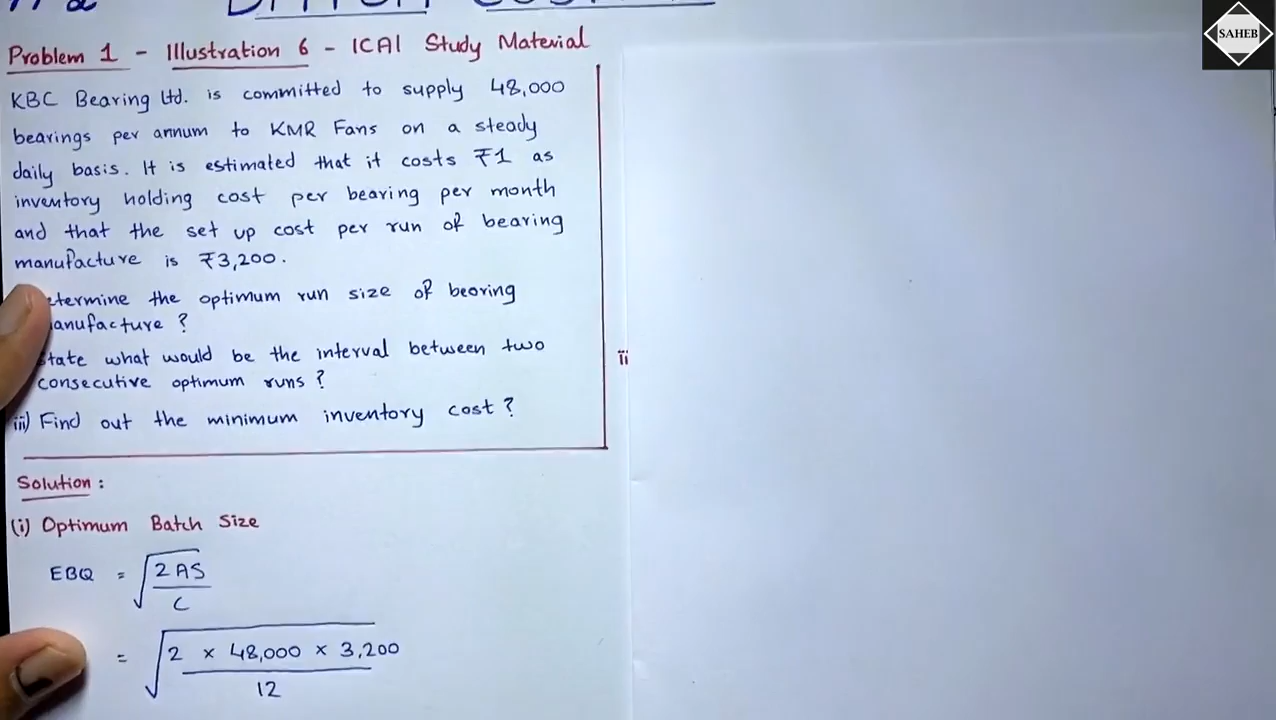 SAHEB
Problem 1 - Illustration 6 - ICAI Study Material
KBC Bearing Ltd. is committed to supply 48,000
bearings per annum to KMR Fans on a steady
daily basis. It is estimated that it costs ₹1 as
inventory holding cost per bearing per month
and that the set up cost per run of bearing
manufacture is ₹3,200.
etermine the optimum run size of bearing
anufacture ?
tate what would be the interval between two
consecutive optimum runs ?
iii) Find out the minimum inventory cost ?
ii
Solution :
(i) Optimum Batch Size
EBQ = √2AS
C
= √2 × 48,000 × 3,200
12